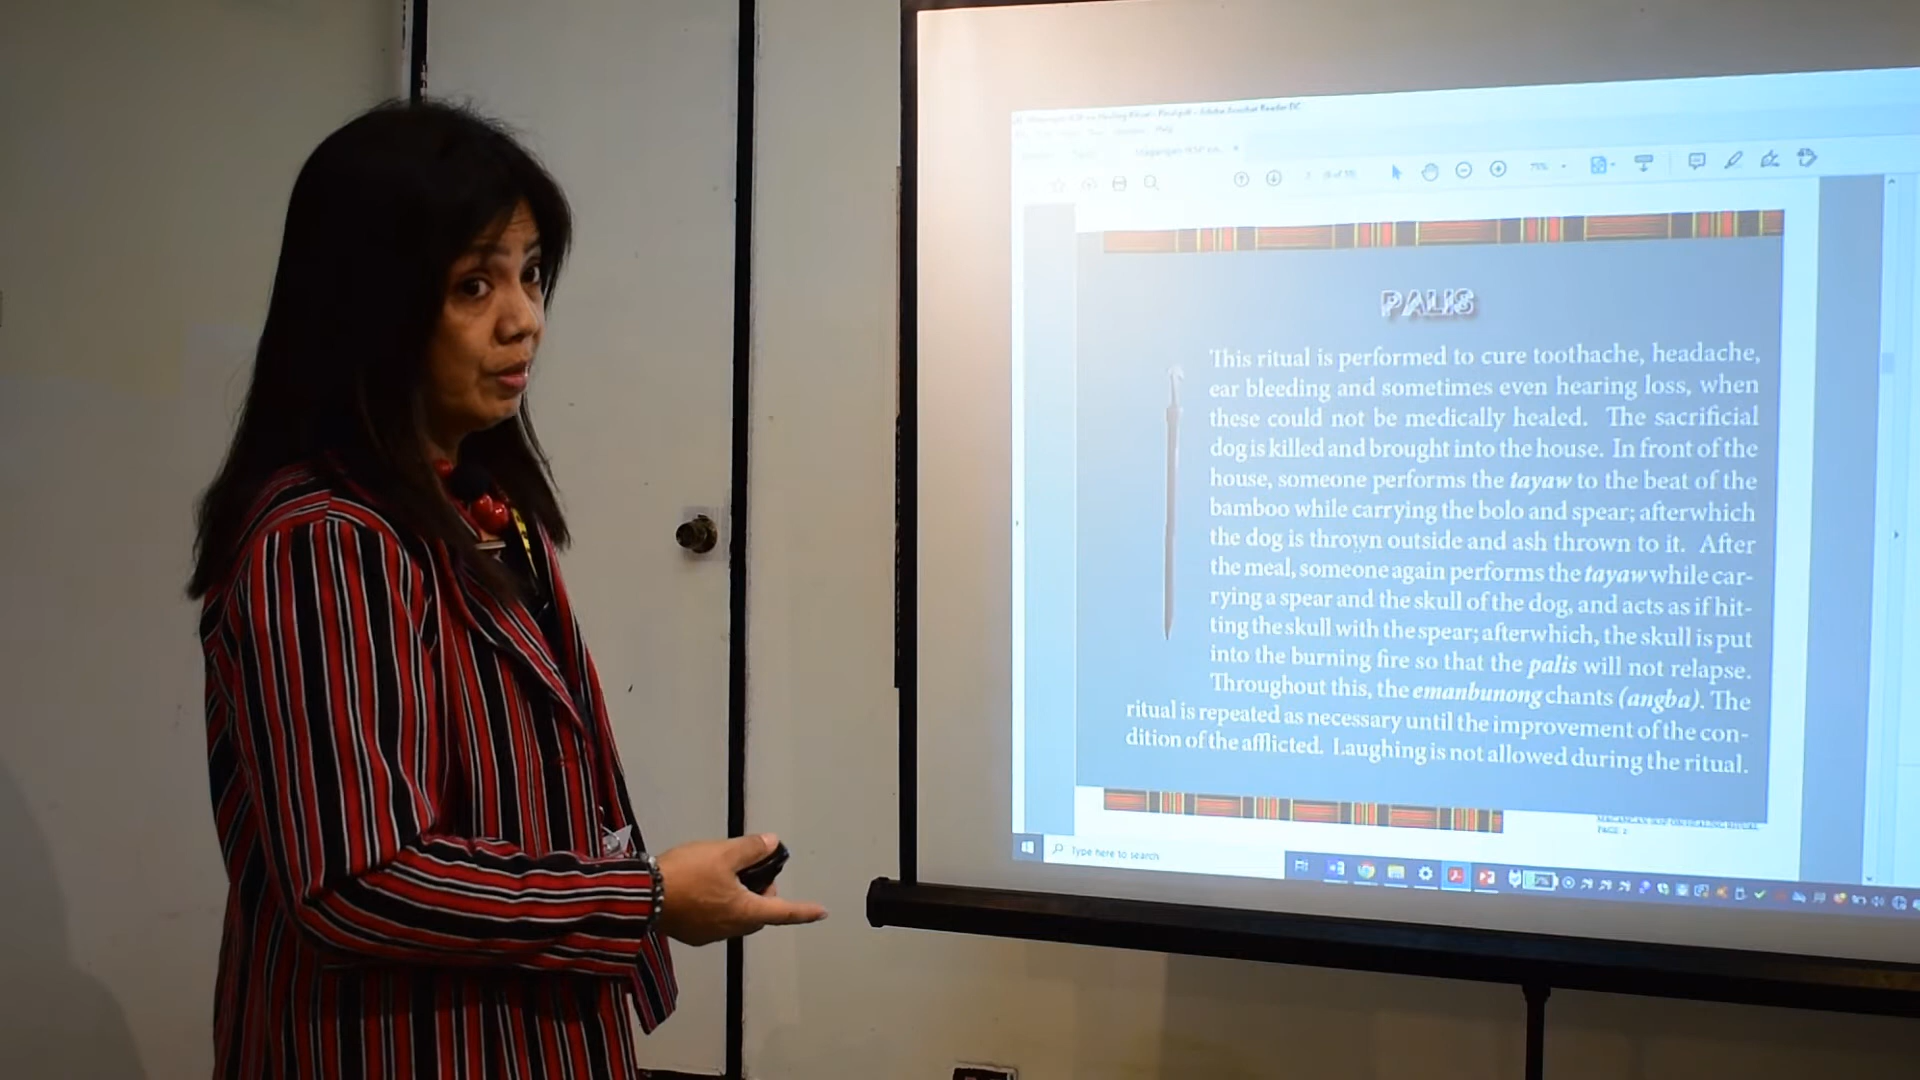 75%
PALIS
This ritual is performed to cure toothache, headache,
ear bleeding and sometimes even hearing loss, when
these could not be medically healed. The sacrificial
dog is killed and brought into the house. In front of the
house, someone performs the tayaw to the beat of the
bamboo while carrying the bolo and spear; afterwhich
the dog is thrown outside and ash thrown to it. After
the meal, someone again performs the tayaw while car-
rying a spear and the skull of the dog, and acts as if hit-
ting the skull with the spear; afterwhich, the skull is put
into the burning fire so that the palis will not relapse.
Throughout this, the emanbunong chants (angba). The
ritual is repeated as necessary until the improvement of the con-
dition of the afflicted. Laughing is not allowed during the ritual.
PAGE 2
Type here to search